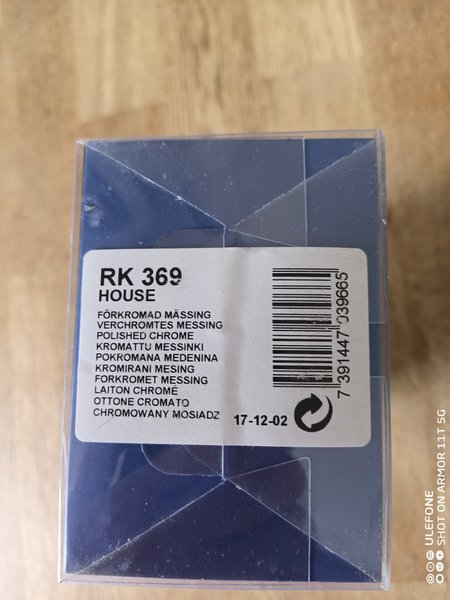 RK 369
HOUSE
FÖRKROMAD MÄSSING
VERCHROMTES MESSING
POLISHED CHROME
KROMATTU MESSINKI
POKROMANA MEDENINA
KROMIRANI MESING
FORKROMET MESSING
LAITON CHROMÉ
OTTONE CROMATO
CHROMOWANY MOSIADZ
17-12-02
7 391447 039665
ULEFONE
SHOT ON ARMOR 11T 5G